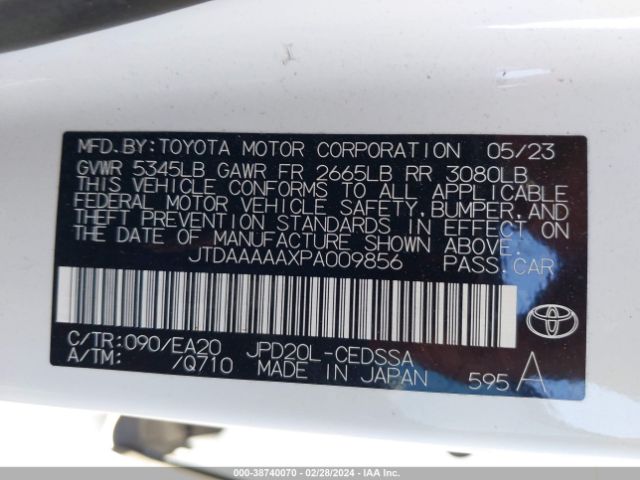 MFD. BY: TOYOTA MOTOR CORPORATION 05/23
GVWR 5345LB GAWR FR 2665LB RR 3080LB
THIS VEHICLE CONFORMS TO ALL APPLICABLE
FEDERAL MOTOR VEHICLE SAFETY, BUMPER, AND
THEFT PREVENTION STANDARDS IN EFFECT ON
THE DATE OF MANUFACTURE SHOWN ABOVE.
JTDAAAAAXPA009856 PASS. CAR
C/TR: 090/EA20 JPD20L-CEDSSA
A/TM: /Q710 MADE IN JAPAN 595 A
000-38740070 - 02/28/2024 - IAA Inc.